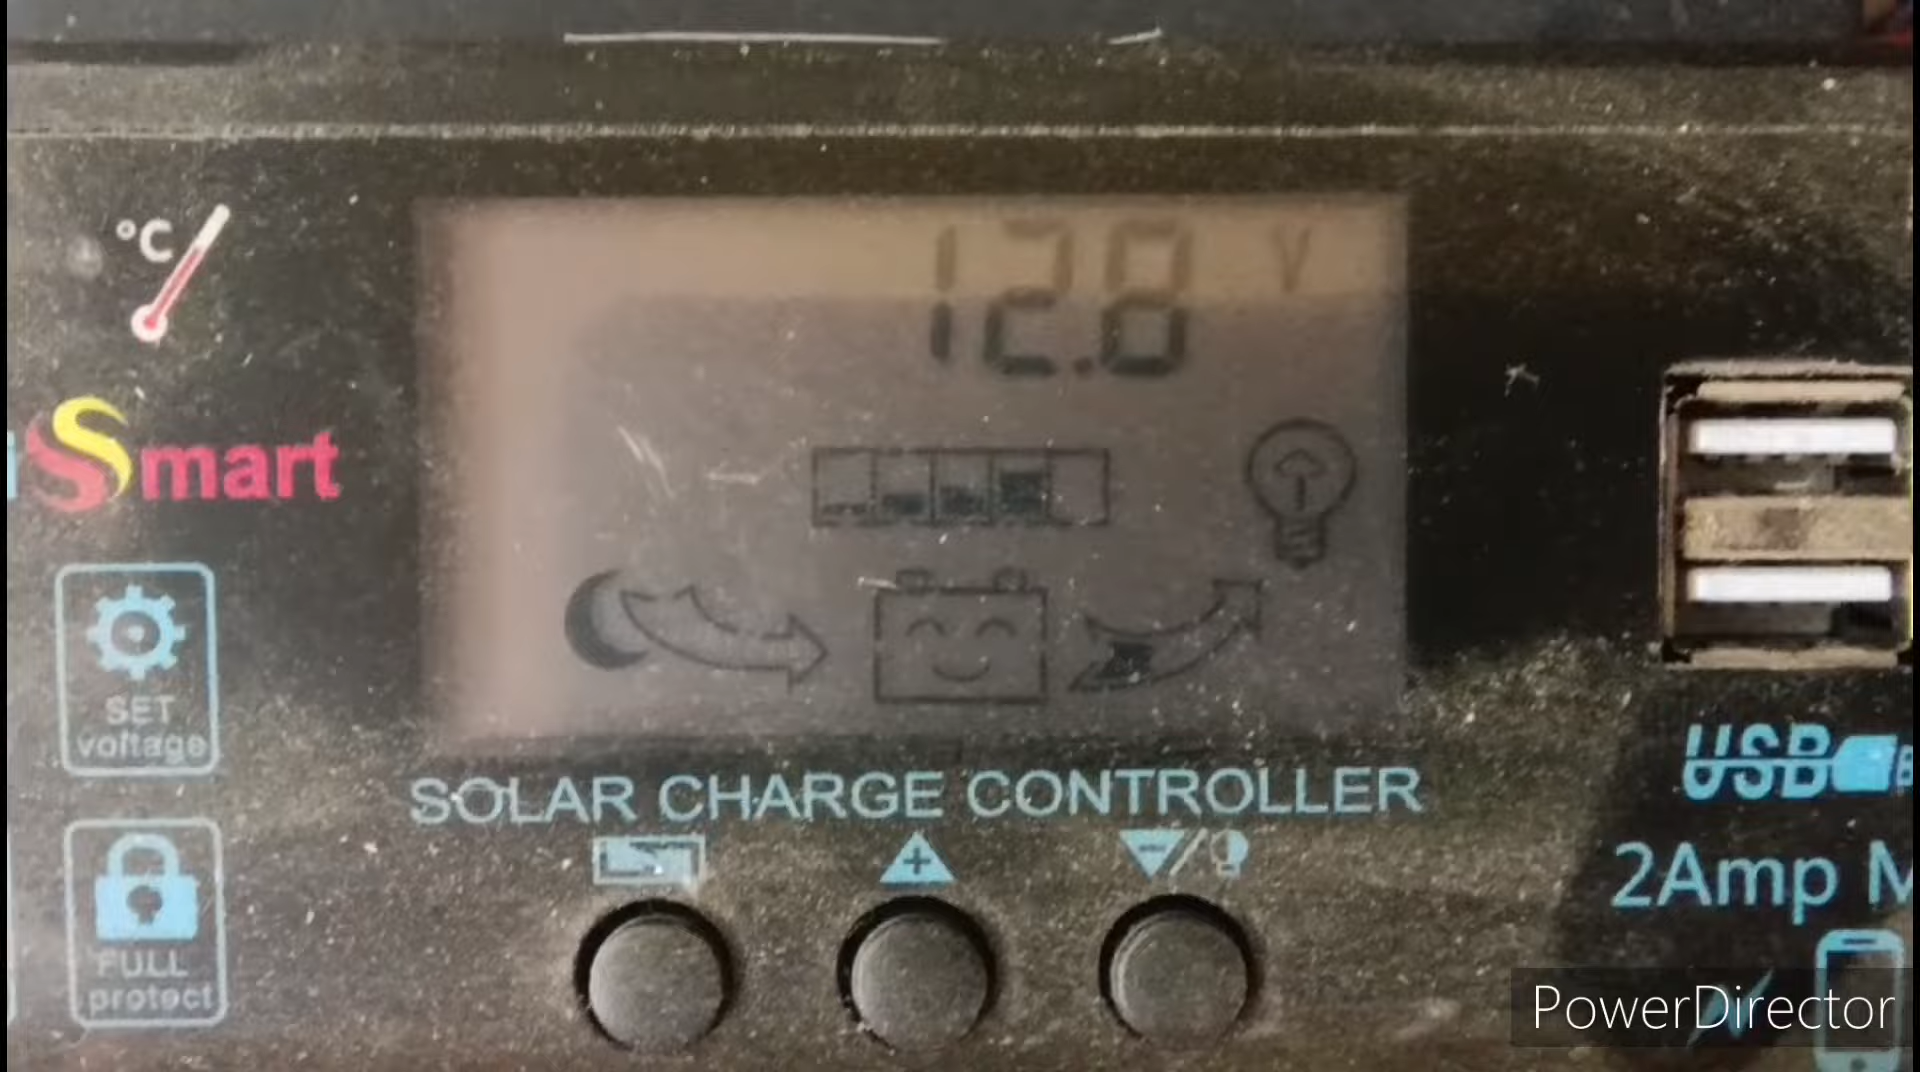 12.8 V
°C
Smart
SET
voltage
SOLAR CHARGE CONTROLLER
+
- /
USB
2Amp M
FULL
protect
PowerDirector